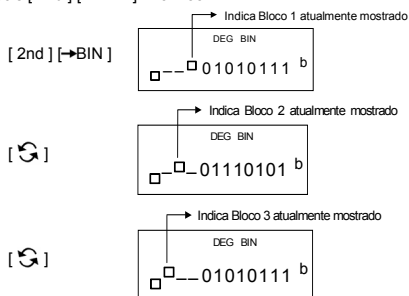 Indica Bloco 1 atualmente mostrado
DEG BIN
[ 2nd ] [→BIN ]
01010111 b
Indica Bloco 2 atualmente mostrado
DEG BIN
[ ]
01110101 b
Indica Bloco 3 atualmente mostrado
DEG BIN
[ ]
01010111 b